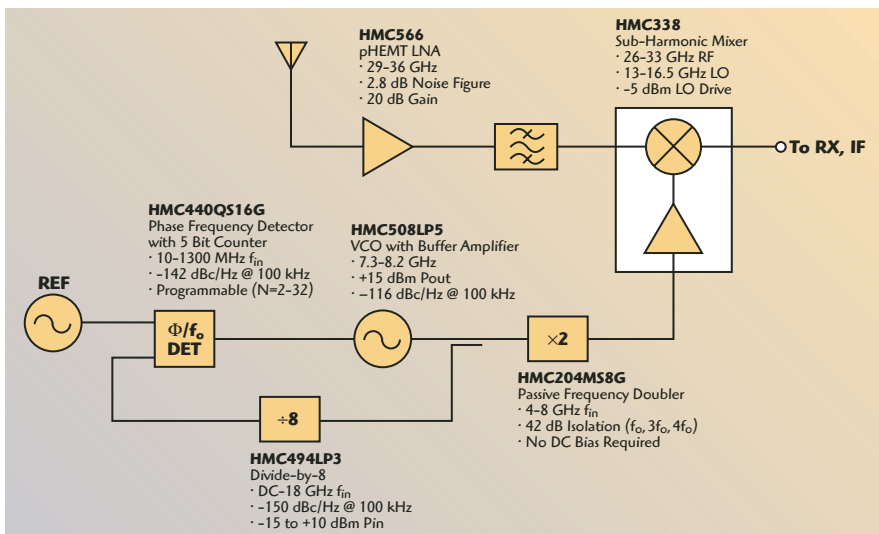 HMC566
pHEMT LNA
· 29-36 GHz
· 2.8 dB Noise Figure
· 20 dB Gain
HMC338
Sub-Harmonic Mixer
· 26-33 GHz RF
· 13-16.5 GHz LO
· -5 dBm LO Drive
To RX, IF
HMC440QS16G
Phase Frequency Detector
with 5 Bit Counter
· 10-1300 MHz fin
· -142 dBc/Hz @ 100 kHz
· Programmable (N=2-32)
HMC508LP5
VCO with Buffer Amplifier
· 7.3-8.2 GHz
· +15 dBm Pout
· –116 dBc/Hz @ 100 kHz
REF
Φ/fo
DET
×2
÷8
HMC204MS8G
Passive Frequency Doubler
· 4-8 GHz fin
· 42 dB Isolation (fo, 3fo, 4fo)
· No DC Bias Required
HMC494LP3
Divide-by-8
· DC-18 GHz fin
· -150 dBc/Hz @ 100 kHz
· -15 to +10 dBm Pin